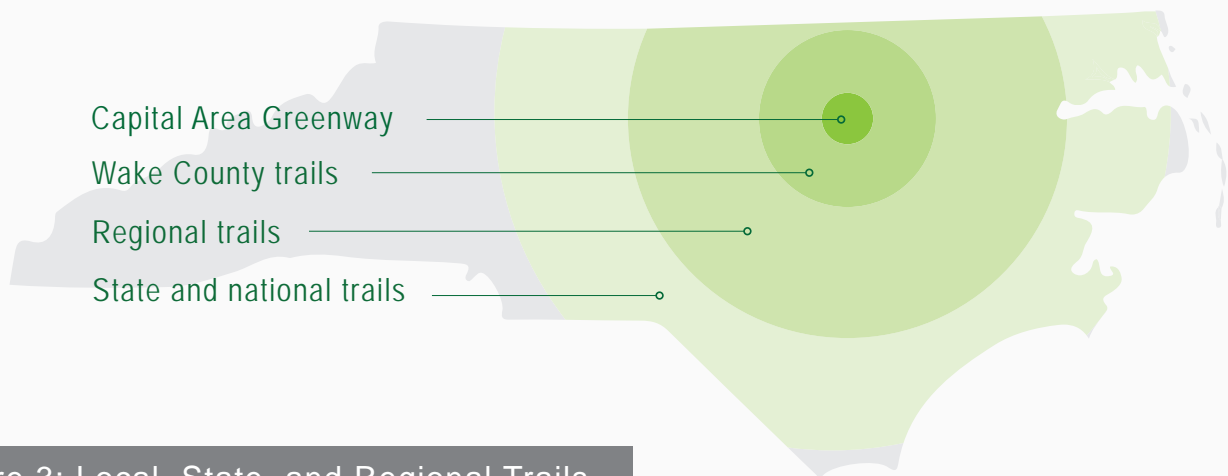 Capital Area Greenway
Wake County trails
Regional trails
State and national trails
re 3: Local, State, and Regional Trails